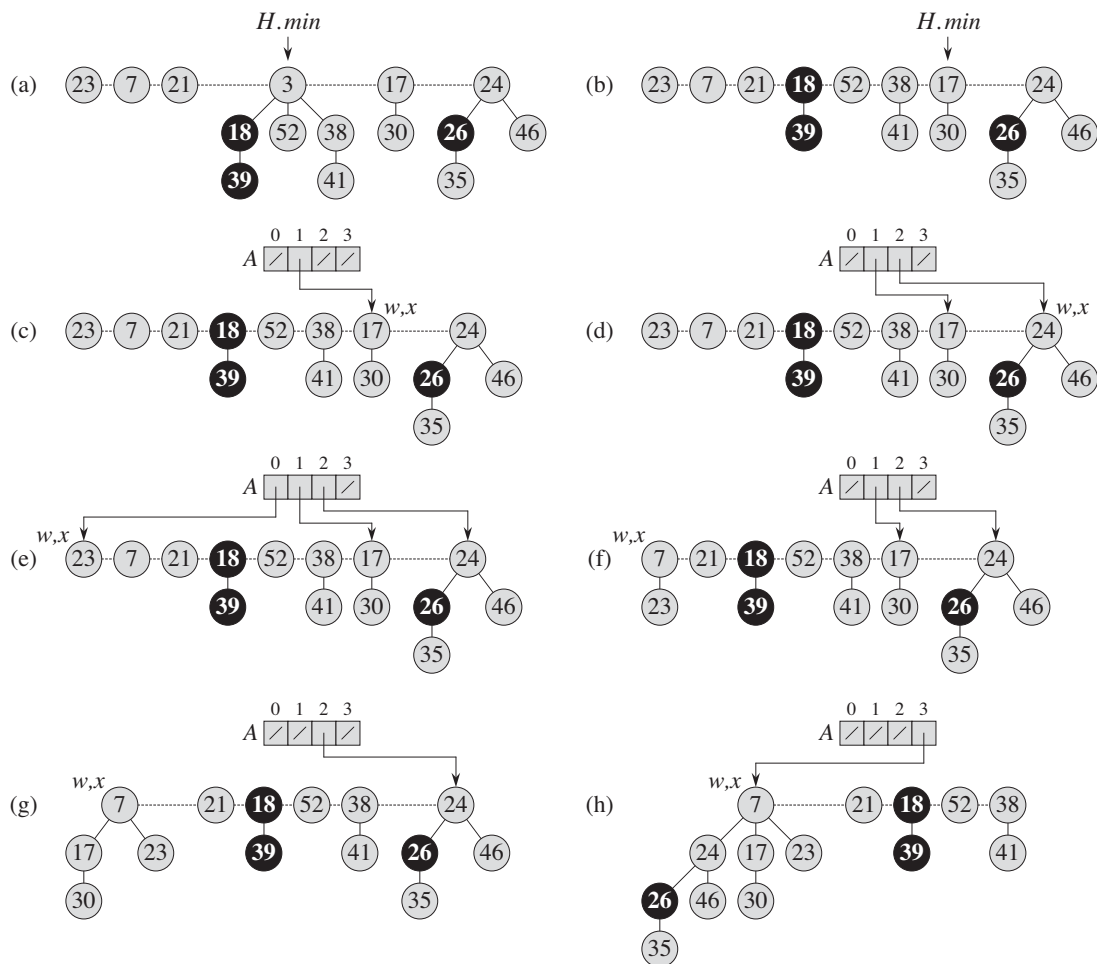 H.min H.min
(a) 23 7 21 3 17 24 (b) 23 7 21 18 52 38 17 24
18 52 38 30 26 46 39 41 30 26 46
39 41 35 35
0 1 2 3 0 1 2 3
A A
w,x w,x
(c) 23 7 21 18 52 38 17 24 (d) 23 7 21 18 52 38 17 24
39 41 30 26 46 39 41 30 26 46
35 35
0 1 2 3 0 1 2 3
A A
w,x w,x
(e) 23 7 21 18 52 38 17 24 (f) 7 21 18 52 38 17 24
39 41 30 26 46 23 39 41 30 26 46
35 35
0 1 2 3 0 1 2 3
A A
w,x w,x
(g) 7 21 18 52 38 24 (h) 7 21 18 52 38
17 23 39 41 26 46 24 17 23 39 41
30 35 26 46 30
35